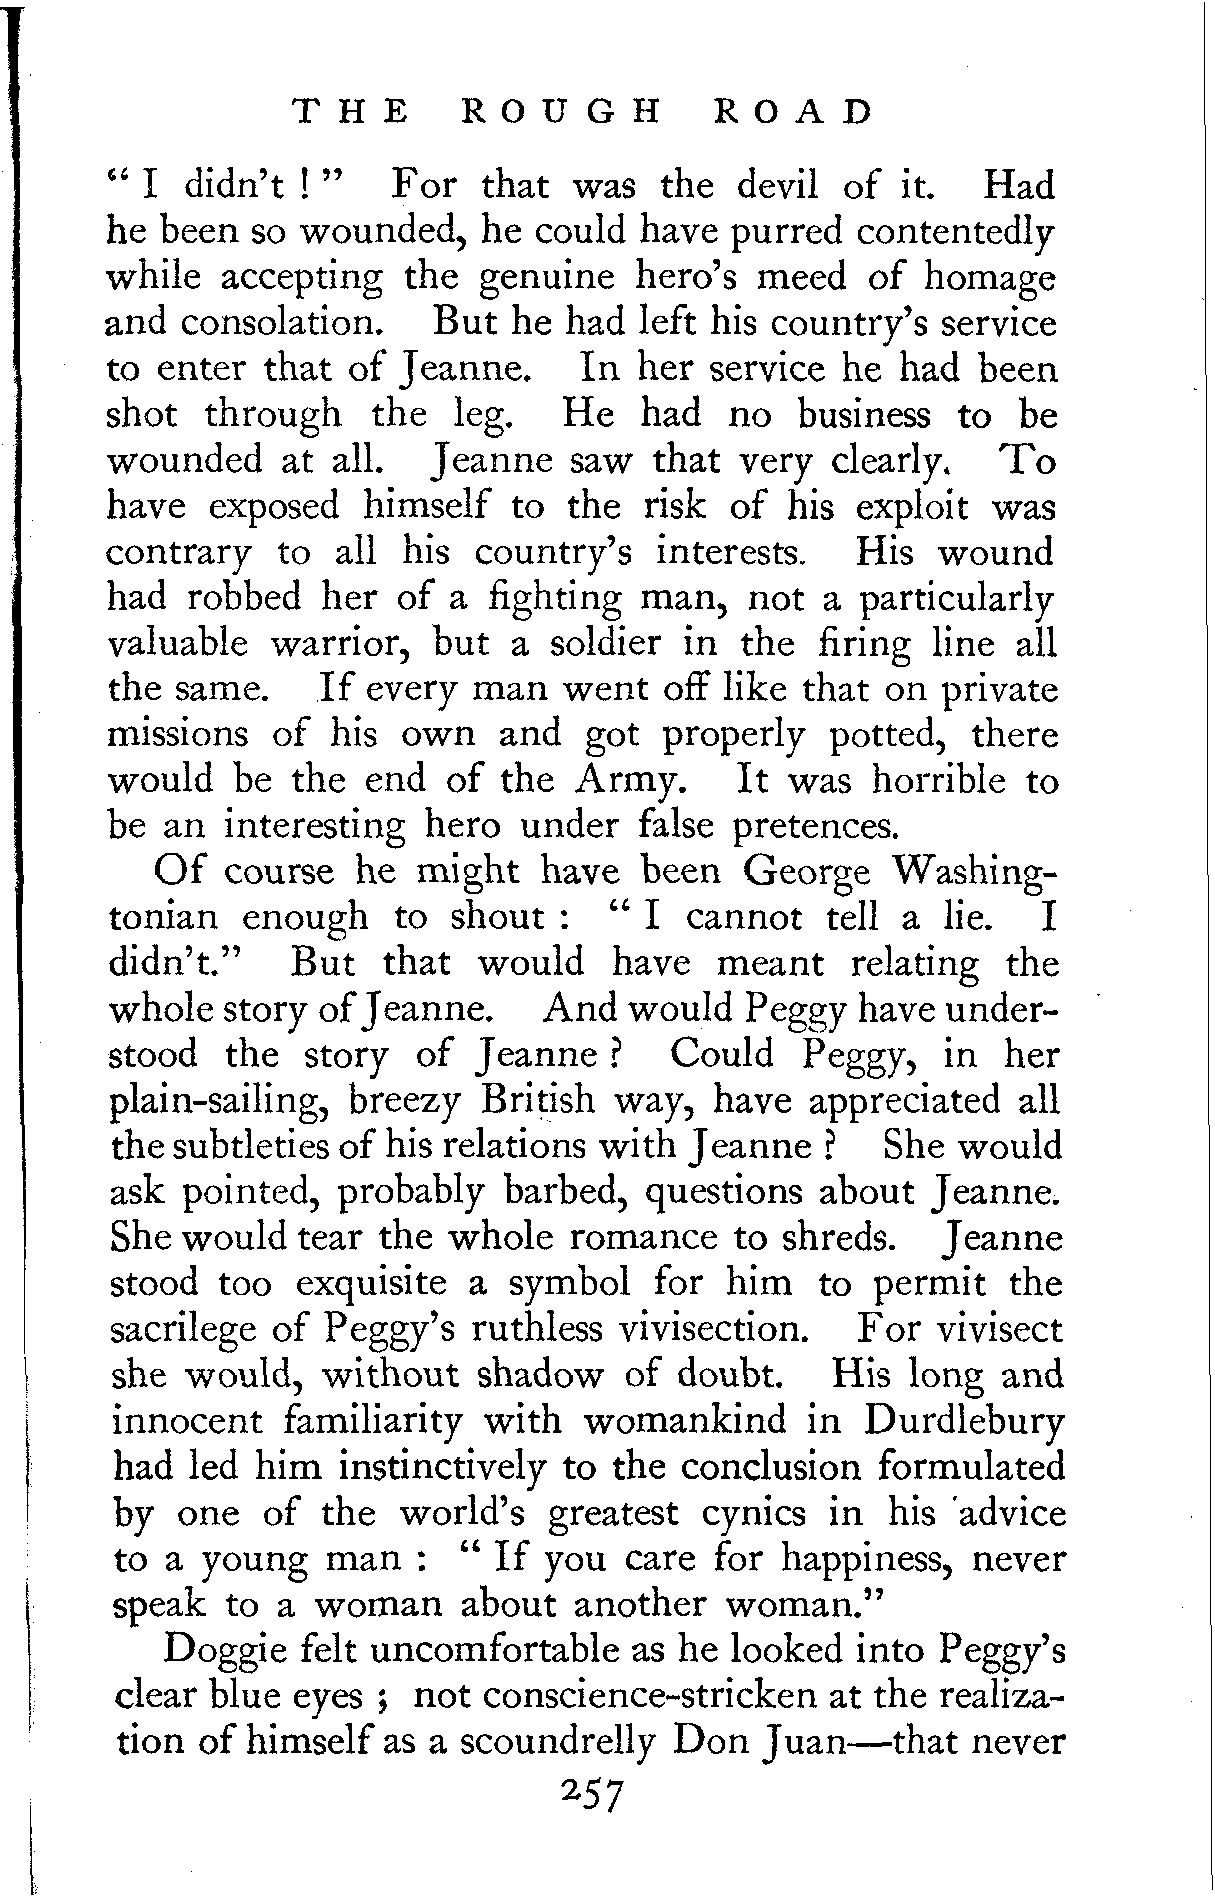 THE ROUGH ROAD
“ I didn’t ! ” For that was the devil of it. Had
he been so wounded, he could have purred contentedly
while accepting the genuine hero’s meed of homage
and consolation. But he had left his country’s service
to enter that of Jeanne. In her service he had been
shot through the leg. He had no business to be
wounded at all. Jeanne saw that very clearly. To
have exposed himself to the risk of his exploit was
contrary to all his country’s interests. His wound
had robbed her of a fighting man, not a particularly
valuable warrior, but a soldier in the firing line all
the same. If every man went off like that on private
missions of his own and got properly potted, there
would be the end of the Army. It was horrible to
be an interesting hero under false pretences.
Of course he might have been George Washing-
tonian enough to shout : “ I cannot tell a lie. I
didn’t.” But that would have meant relating the
whole story of Jeanne. And would Peggy have under-
stood the story of Jeanne ? Could Peggy, in her
plain-sailing, breezy British way, have appreciated all
the subtleties of his relations with Jeanne ? She would
ask pointed, probably barbed, questions about Jeanne.
She would tear the whole romance to shreds. Jeanne
stood too exquisite a symbol for him to permit the
sacrilege of Peggy’s ruthless vivisection. For vivisect
she would, without shadow of doubt. His long and
innocent familiarity with womankind in Durdlebury
had led him instinctively to the conclusion formulated
by one of the world’s greatest cynics in his advice
to a young man : “ If you care for happiness, never
speak to a woman about another woman.”
Doggie felt uncomfortable as he looked into Peggy’s
clear blue eyes ; not conscience-stricken at the realiza-
tion of himself as a scoundrelly Don Juan—that never
257